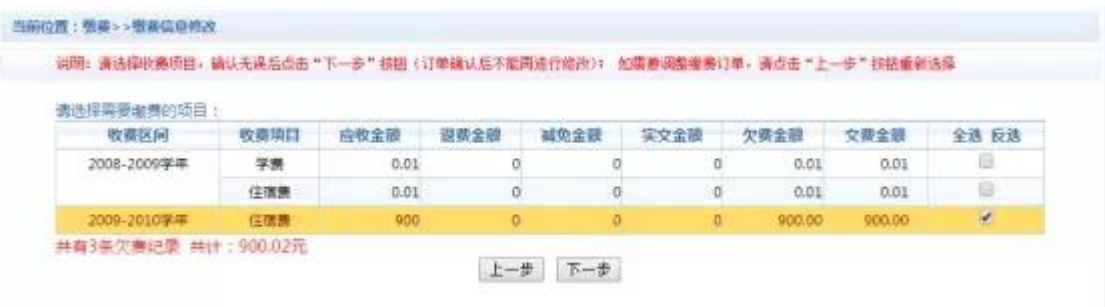 当前位置：缴费>>缴费信息修改
说明：请选择收费项目，确认无误后点击“下一步”按钮（订单确认后不能再进行修改）； 如需要调整缴费订单，请点击“上一步”按钮重新选择
请选择需要缴费的项目：
收费区间 收费项目 应收金额 退费金额 减免金额 实交金额 欠费金额 交费金额 全选 反选
2008-2009学年 学费 0.01 0 0 0 0.01 0.01
住宿费 0.01 0 0 0 0.01 0.01
2009-2010学年 住宿费 900 0 0 0 900.00 900.00
共有3条欠费纪录 共计：900.02元
上一步 下一步